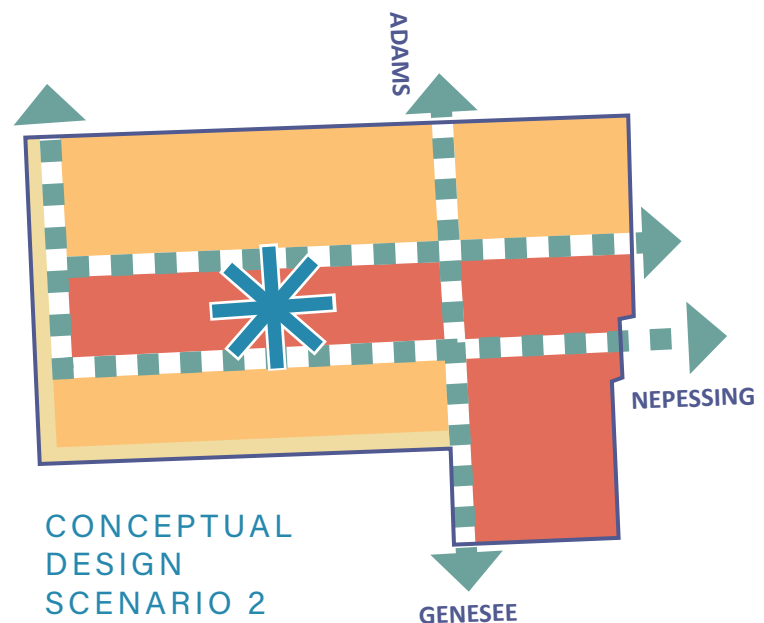 ADAMS
NEPESSING
CONCEPTUAL
DESIGN
SCENARIO 2
GENESEE